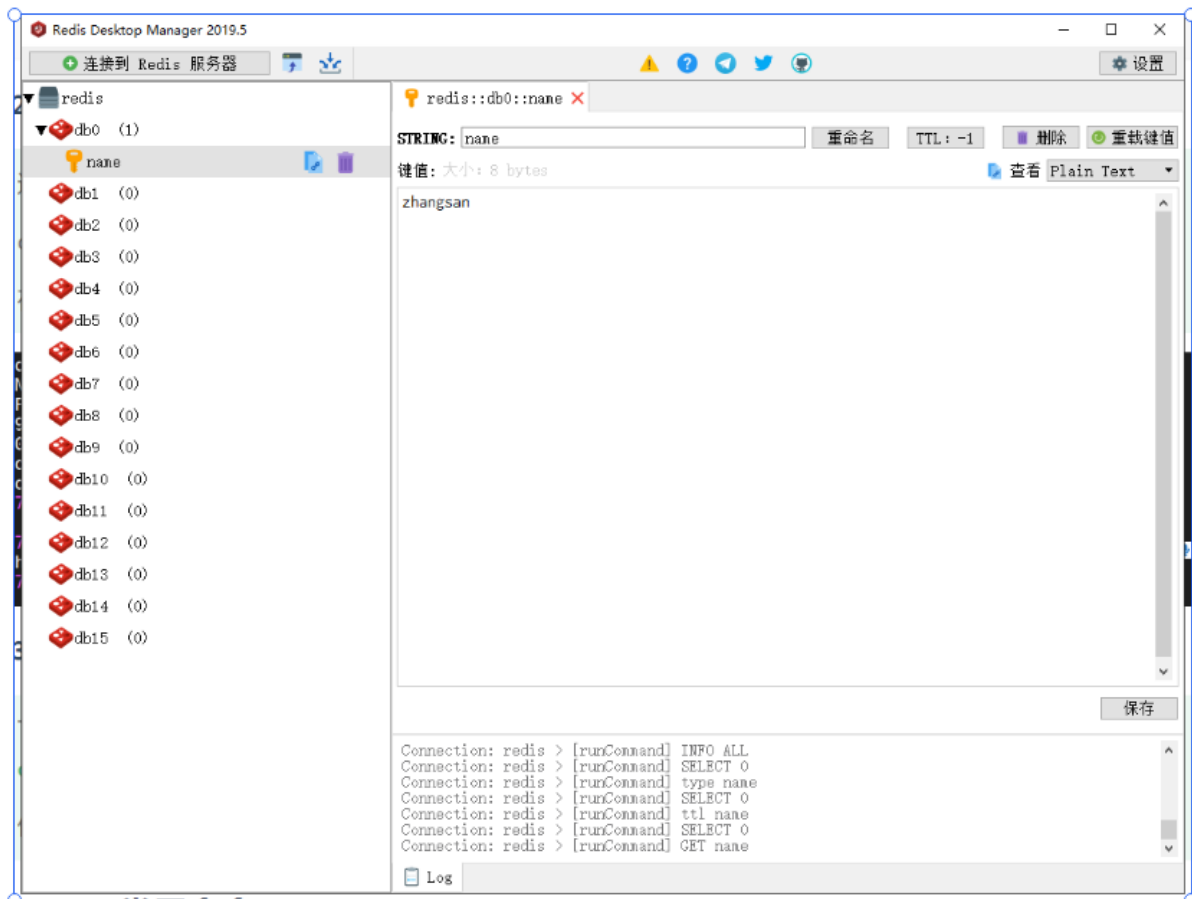 Redis Desktop Manager 2019.5
连接到 Redis 服务器
设置
redis
db0 (1)
name
db1 (0)
db2 (0)
db3 (0)
db4 (0)
db5 (0)
db6 (0)
db7 (0)
db8 (0)
db9 (0)
db10 (0)
db11 (0)
db12 (0)
db13 (0)
db14 (0)
db15 (0)
redis::db0::name
STRING: name 重命名 TTL: -1 删除 重载键值
键值: 大小: 8 bytes 查看 Plain Text
zhangsan
保存
Connection: redis > [runCommand] INFO ALL
Connection: redis > [runCommand] SELECT 0
Connection: redis > [runCommand] type name
Connection: redis > [runCommand] SELECT 0
Connection: redis > [runCommand] ttl name
Connection: redis > [runCommand] SELECT 0
Connection: redis > [runCommand] GET name
Log